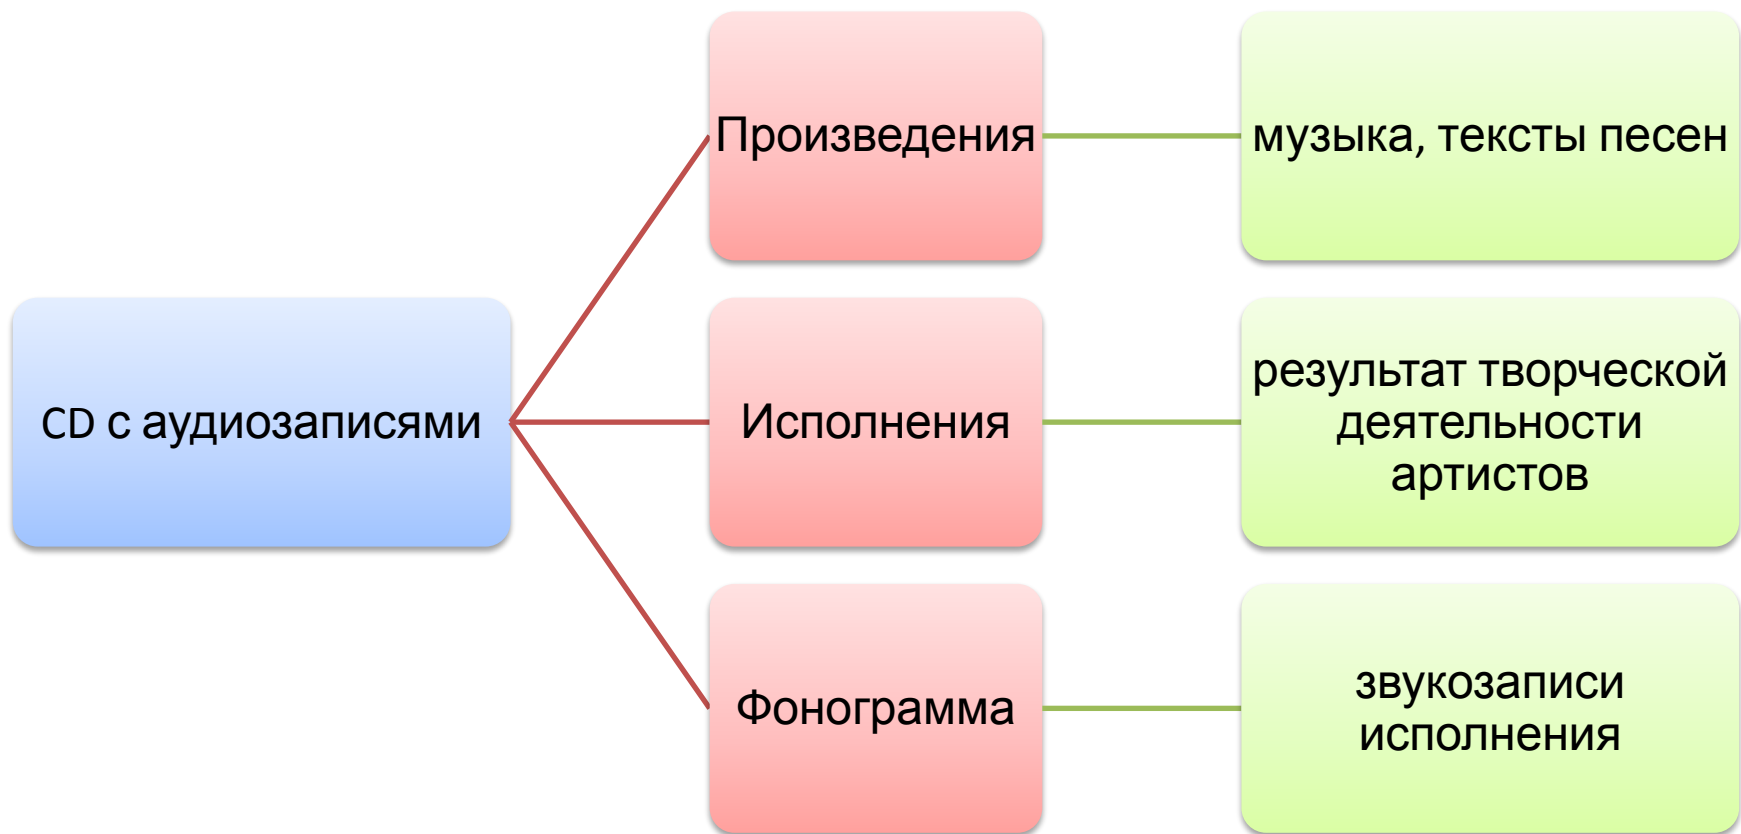 Произведения
музыка, тексты песен
CD с аудиозаписями
Исполнения
результат творческой
деятельности
артистов
Фонограмма
звукозаписи
исполнения